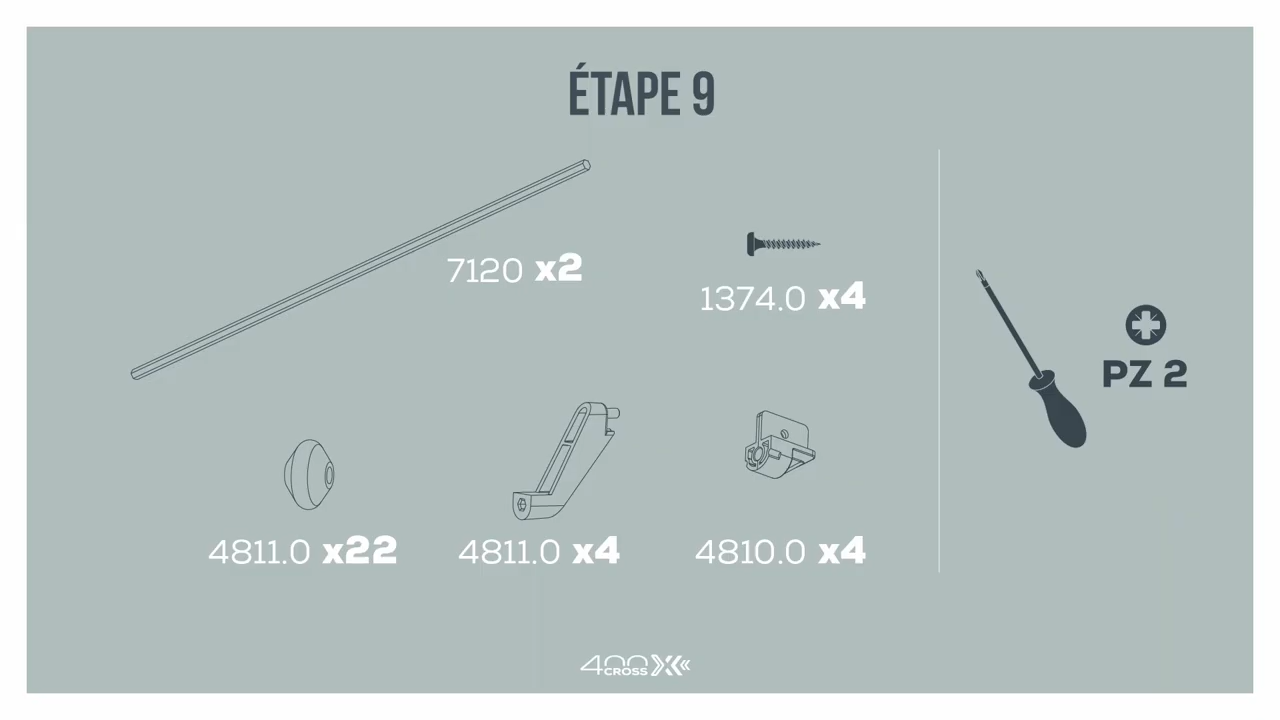 ÉTAPE 9
7120 x2
1374.0 x4
PZ 2
4811.0 x22
4811.0 x4
4810.0 x4
400 CROSS